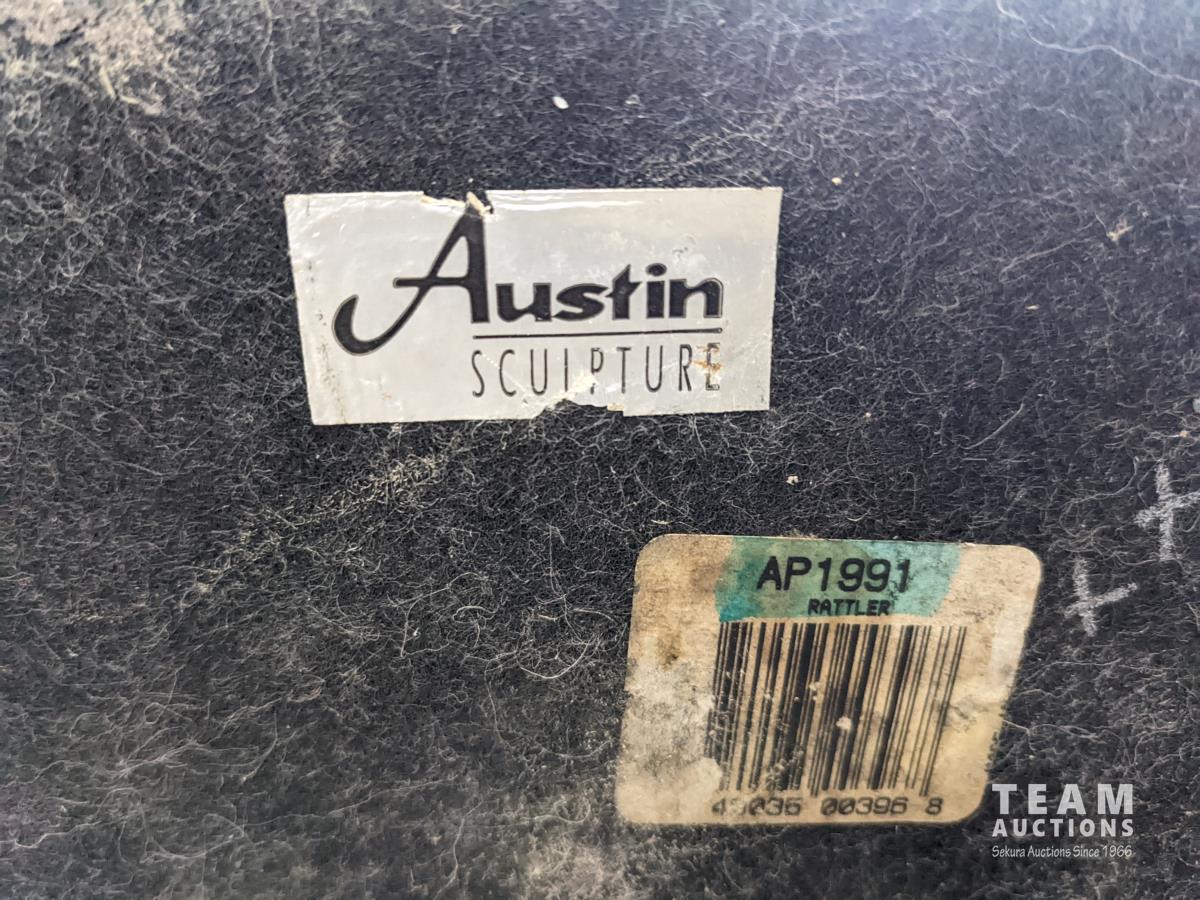 Austin
SCULPTURE
AP1991
RATTLER
49035 00396 8
TEAM
AUCTIONS
Sekura Auctions Since 1966